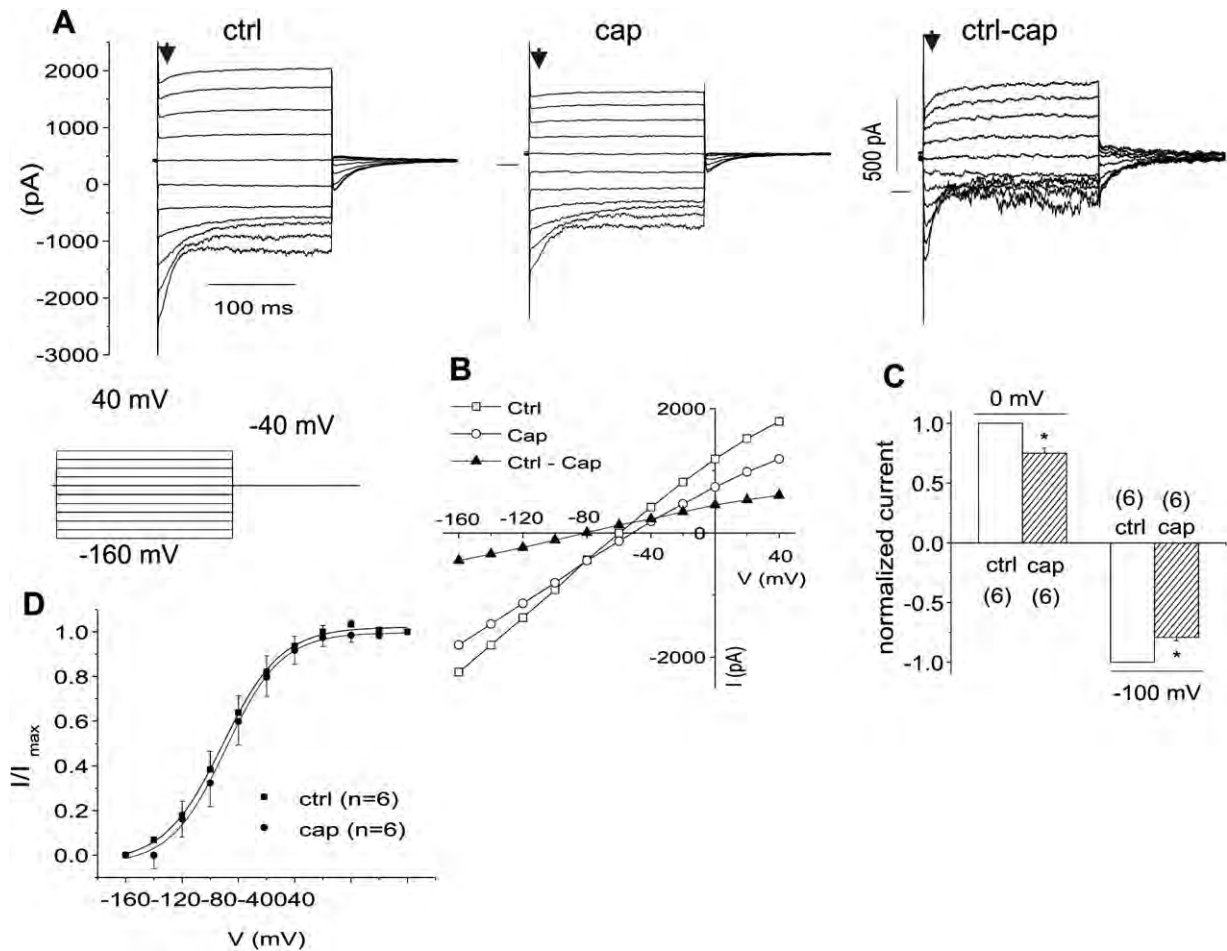 A
ctrl
cap
ctrl-cap
2000
1000
0
-1000
-2000
-3000
(pA)
100 ms
500 pA
40 mV
-40 mV
-160 mV
B
Ctrl
Cap
Ctrl - Cap
2000
-160
-120
-80
0
-40
0
40
V (mV)
-2000
I (pA)
C
0 mV
1.0
0.5
0.0
-0.5
-1.0
normalized current
*
(6) (6)
ctrl cap
ctrl cap
(6) (6)
*
-100 mV
D
1.0
0.8
0.6
0.4
0.2
0.0
I/I max
ctrl (n=6)
cap (n=6)
-160-120-80-40040
V (mV)